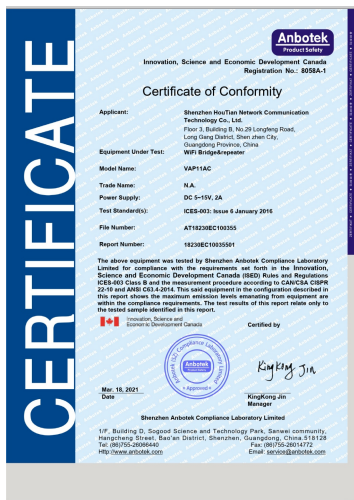 CERTIFICATE
Anbotek
Product Safety
Innovation, Science and Economic Development Canada
Registration No.: 8058A-1
Certificate of Conformity
Applicant: Shenzhen HouTian Network Communication
Technology Co., Ltd.
Floor 3, Building B, No.29 Longfeng Road,
Long Gang District, Shen zhen City,
Guangdong Province, China
Equipment Under Test: WiFi Bridge&repeater
Model Name: VAP11AC
Trade Name: N.A.
Power Supply: DC 5~15V, 2A
Test Standard(s): ICES-003: Issue 6 January 2016
File Number: AT18230EC100355
Report Number: 18230EC10035501
The above equipment was tested by Shenzhen Anbotek Compliance Laboratory
Limited for compliance with the requirements set forth in the Innovation,
Science and Economic Development Canada (ISED) Rules and Regulations
ICES-003 Class B and the measurement procedure according to CAN/CSA CISPR
22-10 and ANSI C63.4-2014. This said equipment in the configuration described in
this report shows the maximum emission levels emanating from equipment are
within the compliance requirements. The test results of this report relate only to
the tested sample identified in this report.
Innovation, Science and
Economic Development Canada
Certified by
Anbotek
Product Safety
Approved
KingKong Jin
Mar. 18, 2021
Date
KingKong Jin
Manager
Shenzhen Anbotek Compliance Laboratory Limited
1/F, Building D, Sogood Science and Technology Park, Sanwei community,
Hangcheng Street, Bao'an District, Shenzhen, Guangdong, China.518128
Tel: (86)755-26066440 Fax: (86)755-26014772
Http://www.anbotek.com Email: service@anbotek.com